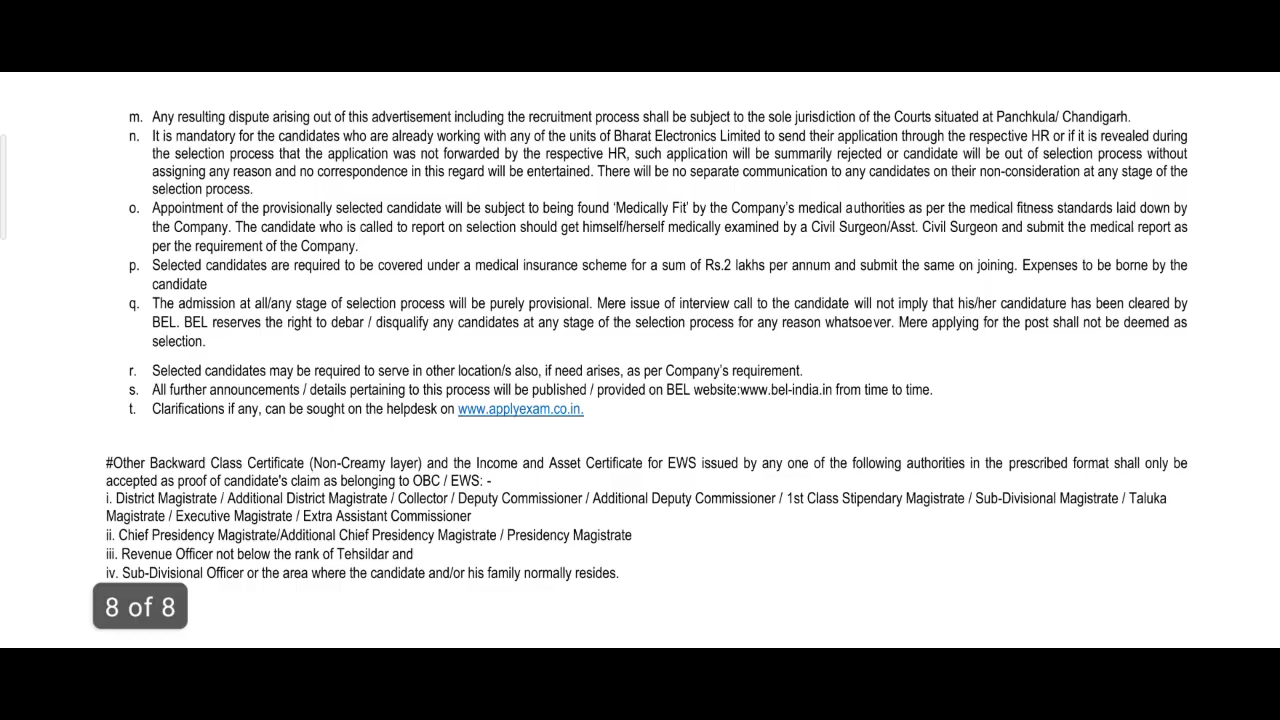 m. Any resulting dispute arising out of this advertisement including the recruitment process shall be subject to the sole jurisdiction of the Courts situated at Panchkula/ Chandigarh.
n. It is mandatory for the candidates who are already working with any of the units of Bharat Electronics Limited to send their application through the respective HR or if it is revealed during
the selection process that the application was not forwarded by the respective HR, such application will be summarily rejected or candidate will be out of selection process without
assigning any reason and no correspondence in this regard will be entertained. There will be no separate communication to any candidates on their non-consideration at any stage of the
selection process.
o. Appointment of the provisionally selected candidate will be subject to being found ‘Medically Fit’ by the Company’s medical authorities as per the medical fitness standards laid down by
the Company. The candidate who is called to report on selection should get himself/herself medically examined by a Civil Surgeon/Asst. Civil Surgeon and submit the medical report as
per the requirement of the Company.
p. Selected candidates are required to be covered under a medical insurance scheme for a sum of Rs.2 lakhs per annum and submit the same on joining. Expenses to be borne by the
candidate
q. The admission at all/any stage of selection process will be purely provisional. Mere issue of interview call to the candidate will not imply that his/her candidature has been cleared by
BEL. BEL reserves the right to debar / disqualify any candidates at any stage of the selection process for any reason whatsoever. Mere applying for the post shall not be deemed as
selection.
r. Selected candidates may be required to serve in other location/s also, if need arises, as per Company’s requirement.
s. All further announcements / details pertaining to this process will be published / provided on BEL website:www.bel-india.in from time to time.
t. Clarifications if any, can be sought on the helpdesk on www.applyexam.co.in.
#Other Backward Class Certificate (Non-Creamy layer) and the Income and Asset Certificate for EWS issued by any one of the following authorities in the prescribed format shall only be
accepted as proof of candidate's claim as belonging to OBC / EWS: -
i. District Magistrate / Additional District Magistrate / Collector / Deputy Commissioner / Additional Deputy Commissioner / 1st Class Stipendary Magistrate / Sub-Divisional Magistrate / Taluka
Magistrate / Executive Magistrate / Extra Assistant Commissioner
ii. Chief Presidency Magistrate/Additional Chief Presidency Magistrate / Presidency Magistrate
iii. Revenue Officer not below the rank of Tehsildar and
iv. Sub-Divisional Officer or the area where the candidate and/or his family normally resides.
8 of 8